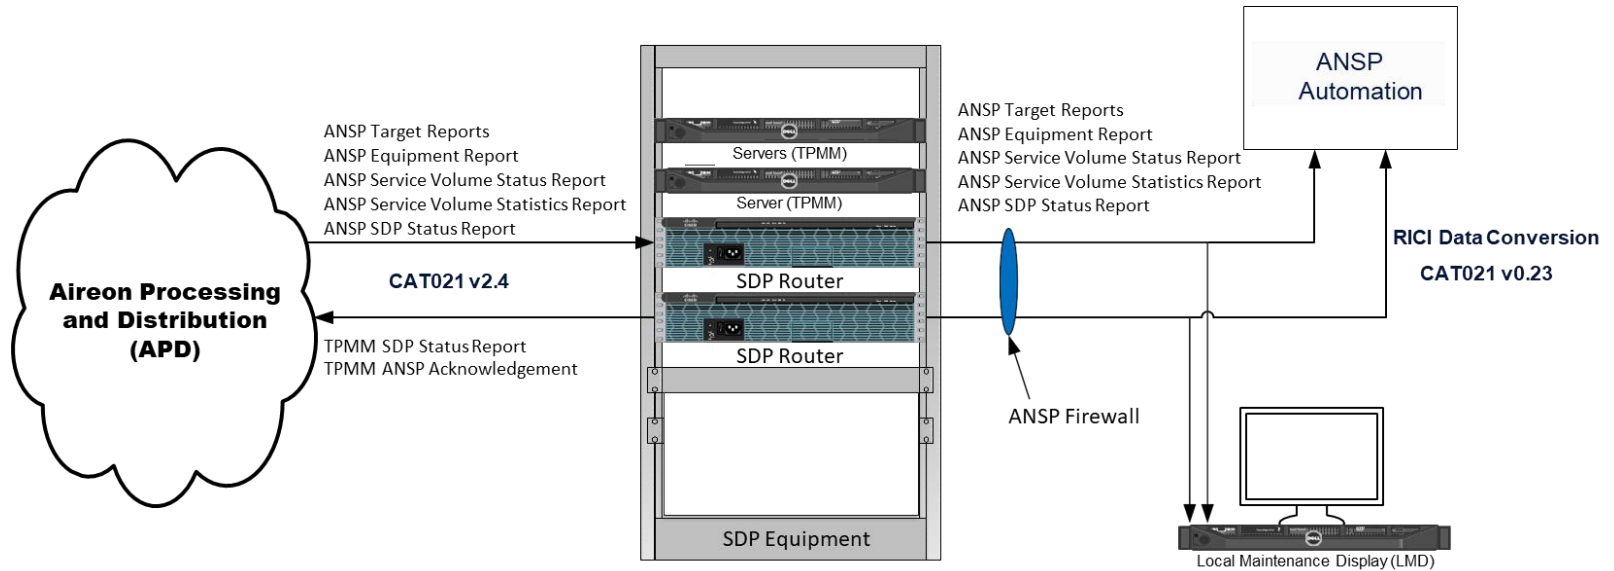 ANSP
Automation
ANSP Target Reports
ANSP Equipment Report
ANSP Service Volume Status Report
ANSP Service Volume Statistics Report
ANSP SDP Status Report
CAT021 v2.4
Aireon Processing
and Distribution
(APD)
TPMM SDP Status Report
TPMM ANSP Acknowledgement
DELL
Servers (TPMM)
DELL
Server (TPMM)
SDP Router
SDP Router
SDP Equipment
ANSP Target Reports
ANSP Equipment Report
ANSP Service Volume Status Report
ANSP Service Volume Statistics Report
ANSP SDP Status Report
RICI Data Conversion
CAT021 v0.23
ANSP Firewall
DELL
Local Maintenance Display (LMD)